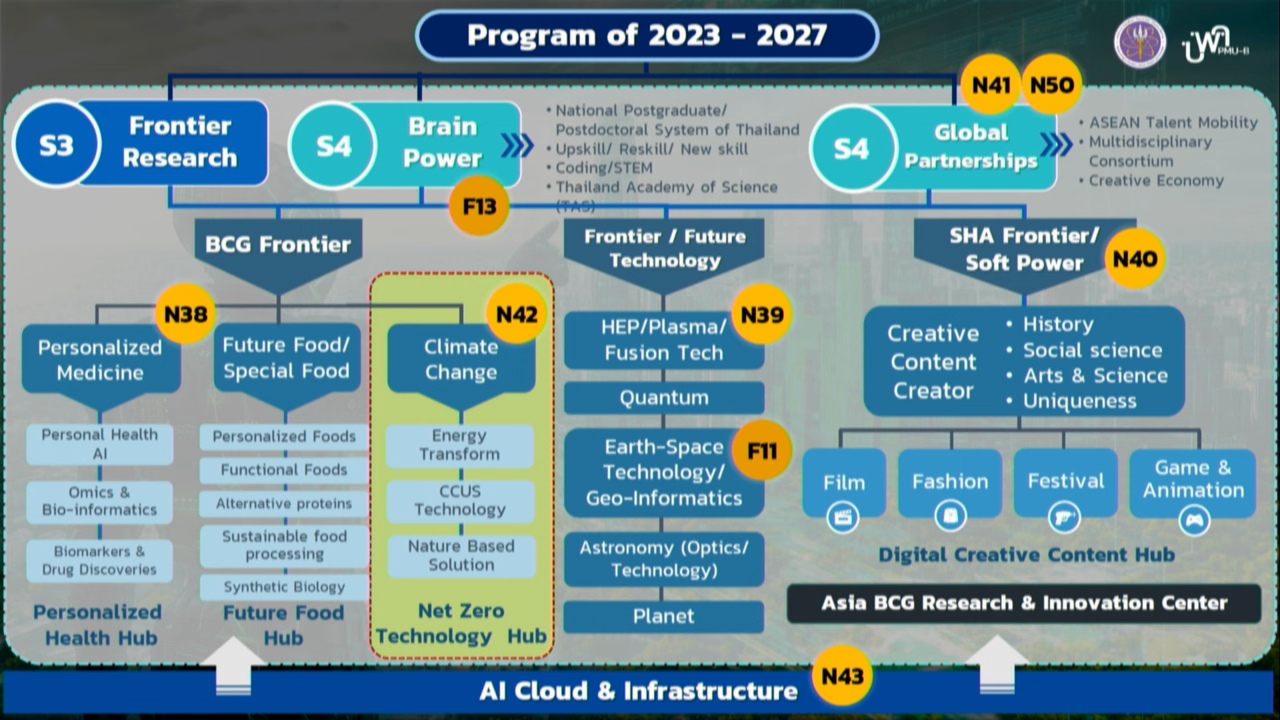 Program of 2023 - 2027
PMU-B
N41
N50
S3
Frontier
Research
S4
Brain
Power
• National Postgraduate/
Postdoctoral System of Thailand
• Upskill/ Reskill/ New skill
• Coding/STEM
• Thailand Academy of Science
(TAS)
S4
Global
Partnerships
• ASEAN Talent Mobility
• Multidisciplinary
Consortium
• Creative Economy
F13
BCG Frontier
Frontier / Future
Technology
SHA Frontier/
Soft Power
N40
N38
Personalized
Medicine
Personal Health
AI
Omics &
Bio-informatics
Biomarkers &
Drug Discoveries
Personalized
Health Hub
Future Food/
Special Food
Personalized Foods
Functional Foods
Alternative proteins
Sustainable food
processing
Synthetic Biology
Future Food
Hub
N42
Climate
Change
Energy
Transform
CCUS
Technology
Nature Based
Solution
Net Zero
Technology Hub
N39
HEP/Plasma/
Fusion Tech
Quantum
F11
Earth-Space
Technology/
Geo-Informatics
Astronomy (Optics/
Technology)
Planet
Creative
Content
Creator
• History
• Social science
• Arts & Science
• Uniqueness
Film
Fashion
Festival
Game &
Animation
Digital Creative Content Hub
Asia BCG Research & Innovation Center
AI Cloud & Infrastructure
N43